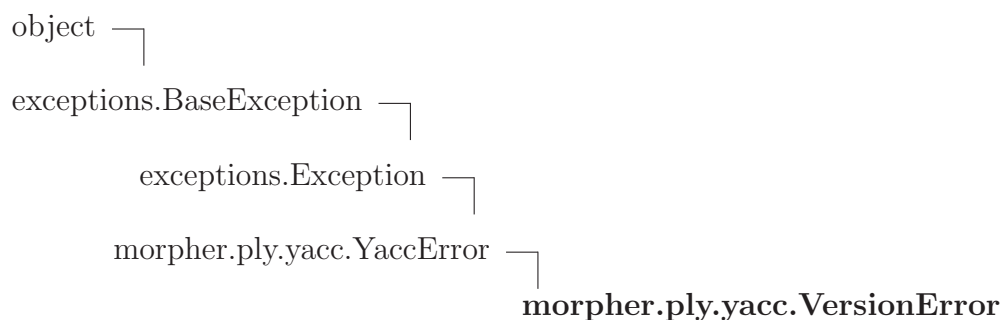 object
exceptions.BaseException
exceptions.Exception
morpher.ply.yacc.YaccError
morpher.ply.yacc.VersionError